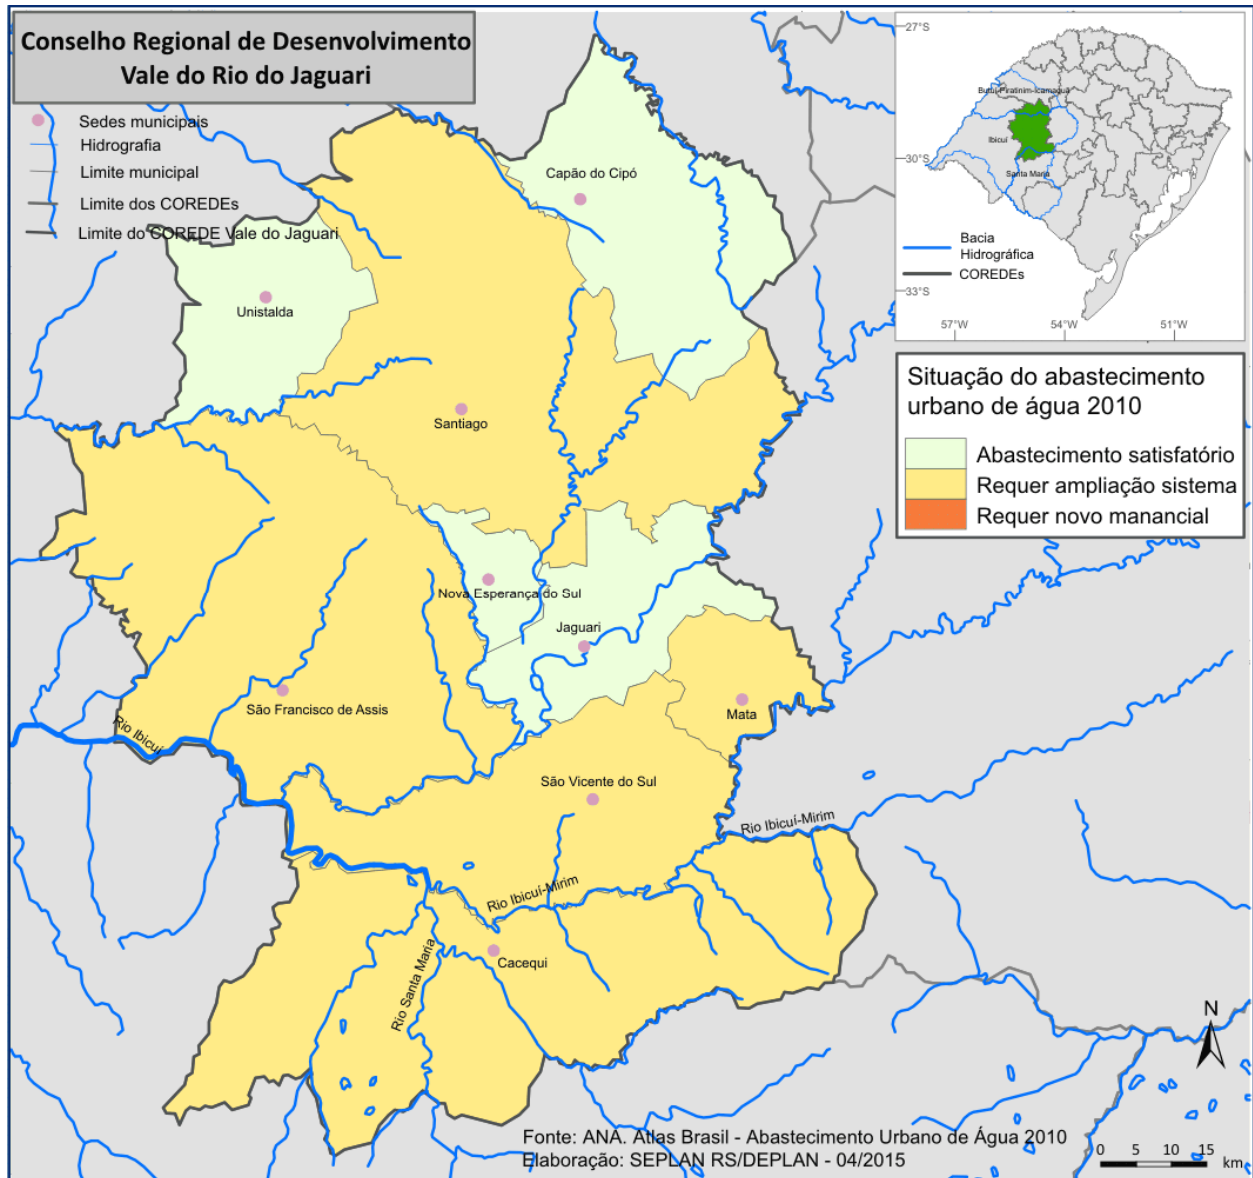 Conselho Regional de Desenvolvimento
Vale do Rio do Jaguari
Sedes municipais
Hidrografia
Limite municipal
Limite dos COREDEs
Limite do COREDE Vale do Jaguari
27°S
30°S
33°S
57°W
54°W
51°W
Butuí-Piratinim-Icamaquã
Ibicuí
Santa Maria
Bacia
Hidrográfica
COREDEs
Situação do abastecimento
urbano de água 2010
Abastecimento satisfatório
Requer ampliação sistema
Requer novo manancial
Capão do Cipó
Unistalda
Santiago
Nova Esperança do Sul
Jaguari
São Francisco de Assis
Mata
Rio Ibicuí
São Vicente do Sul
Rio Ibicuí-Mirim
Rio Ibicuí-Mirim
Rio Santa Maria
Cacequi
N
Fonte: ANA. Atlas Brasil - Abastecimento Urbano de Água 2010
Elaboração: SEPLAN RS/DEPLAN - 04/2015
0 5 10 15
km